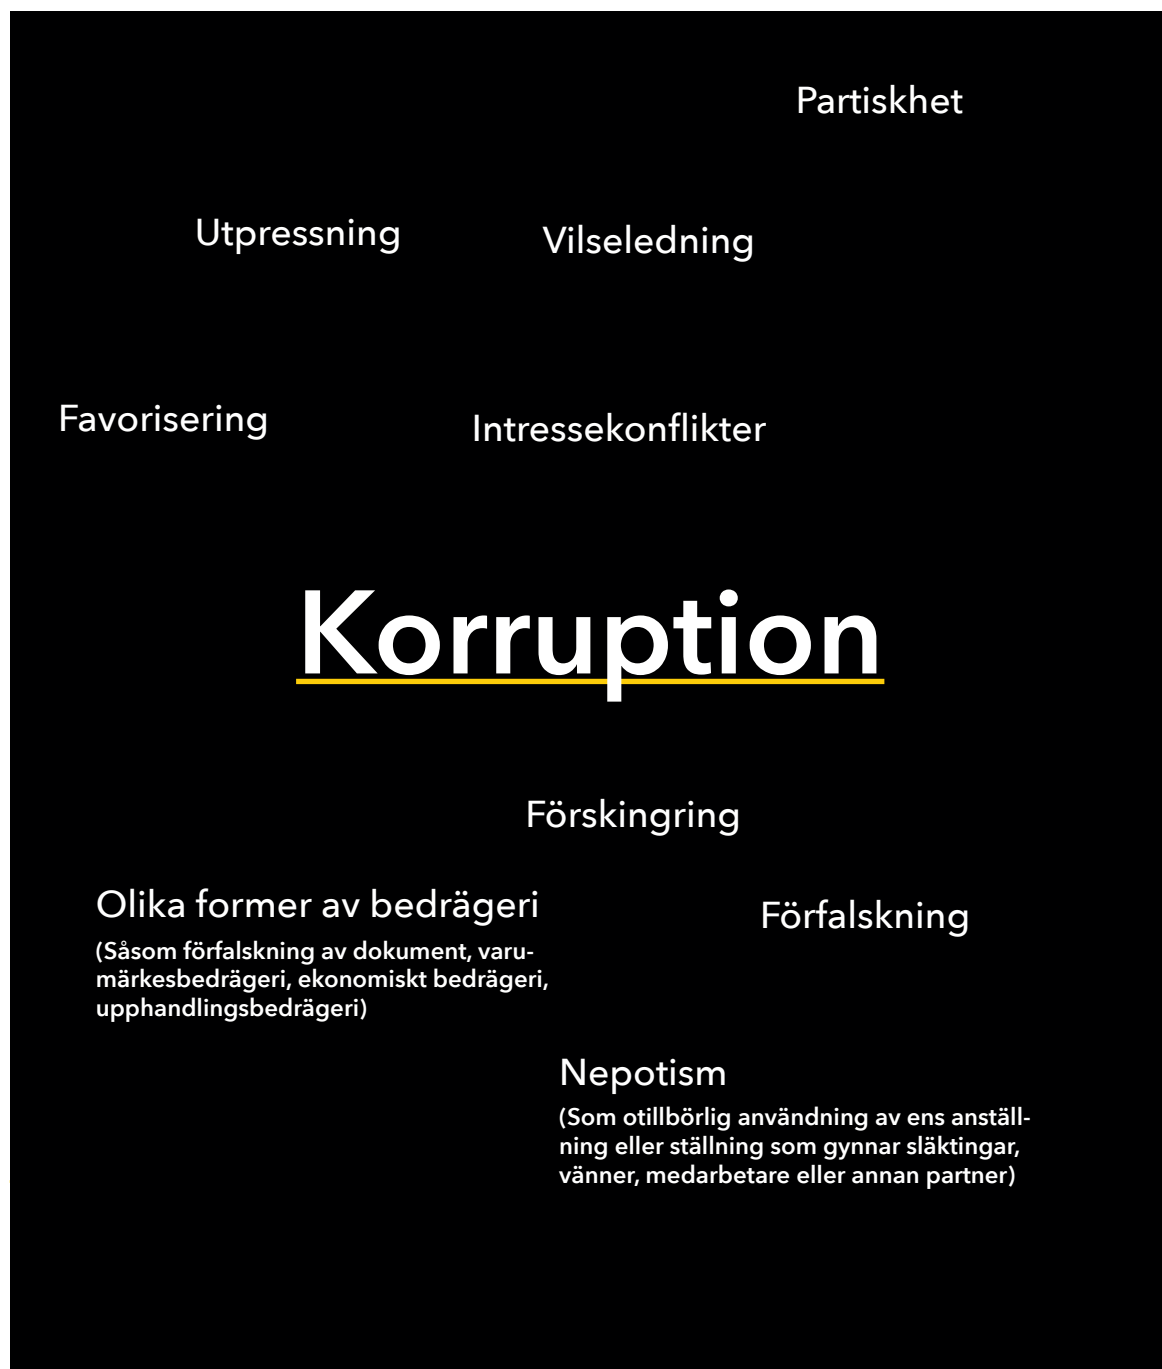 Partiskhet
Utpressning
Vilseledning
Favorisering
Intressekonflikter
Korruption
Förskingring
Olika former av bedrägeri
(Såsom förfalskning av dokument, varu-
märkesbedrägeri, ekonomiskt bedrägeri,
upphandlingsbedrägeri)
Förfalskning
Nepotism
(Som otillbörlig användning av ens anställ-
ning eller ställning som gynnar släktingar,
vänner, medarbetare eller annan partner)